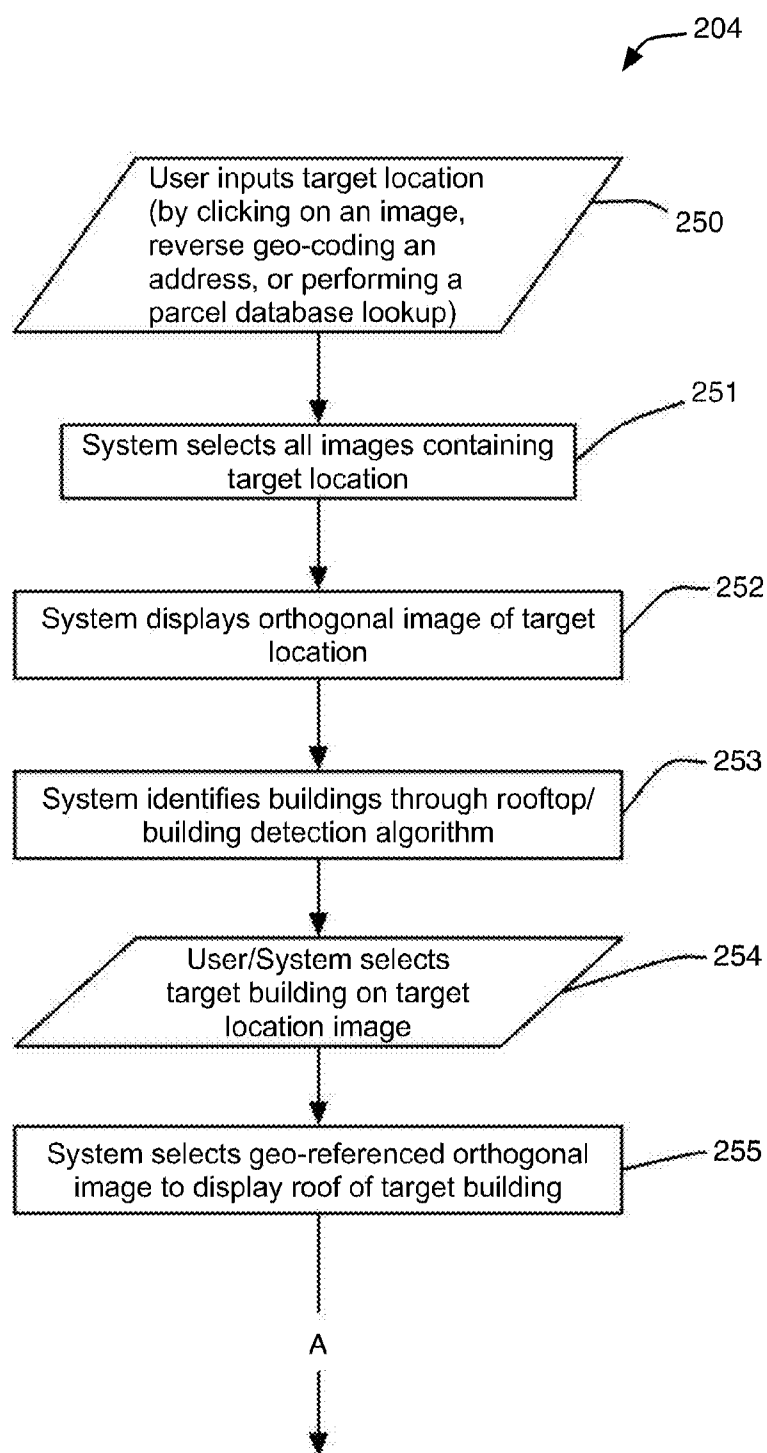 204
User inputs target location
(by clicking on an image,
reverse geo-coding an
address, or performing a
parcel database lookup)
250
251
System selects all images containing
target location
252
System displays orthogonal image of target
location
253
System identifies buildings through rooftop/
building detection algorithm
User/System selects
target building on target
location image
254
System selects geo-referenced orthogonal
image to display roof of target building
255
A